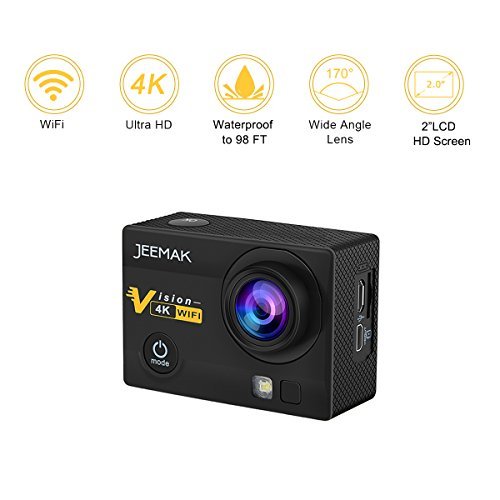 170°
2.0"
4K
WiFi
Ultra HD
Waterproof
to 98 FT
Wide Angle
Lens
2”LCD
HD Screen
OK
JEEMAK
Vision
4K WIFI
mode